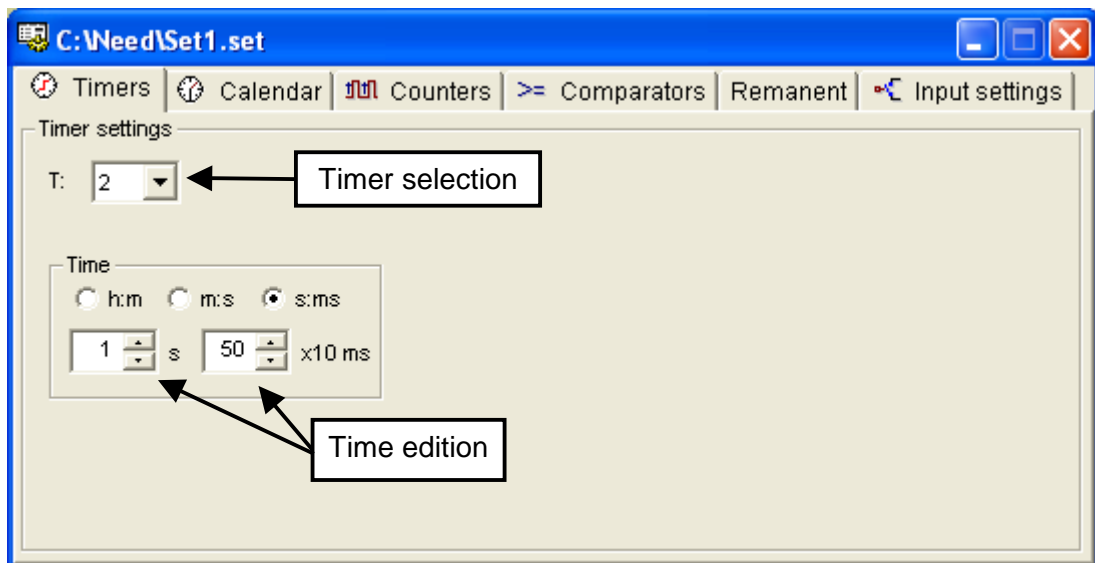 C:\Need\Set1.set
Timers Calendar Counters >= Comparators Remanent Input settings
Timer settings
T: 2 Timer selection
Time
h:m m:s s:ms
1 s 50 x10 ms
Time edition